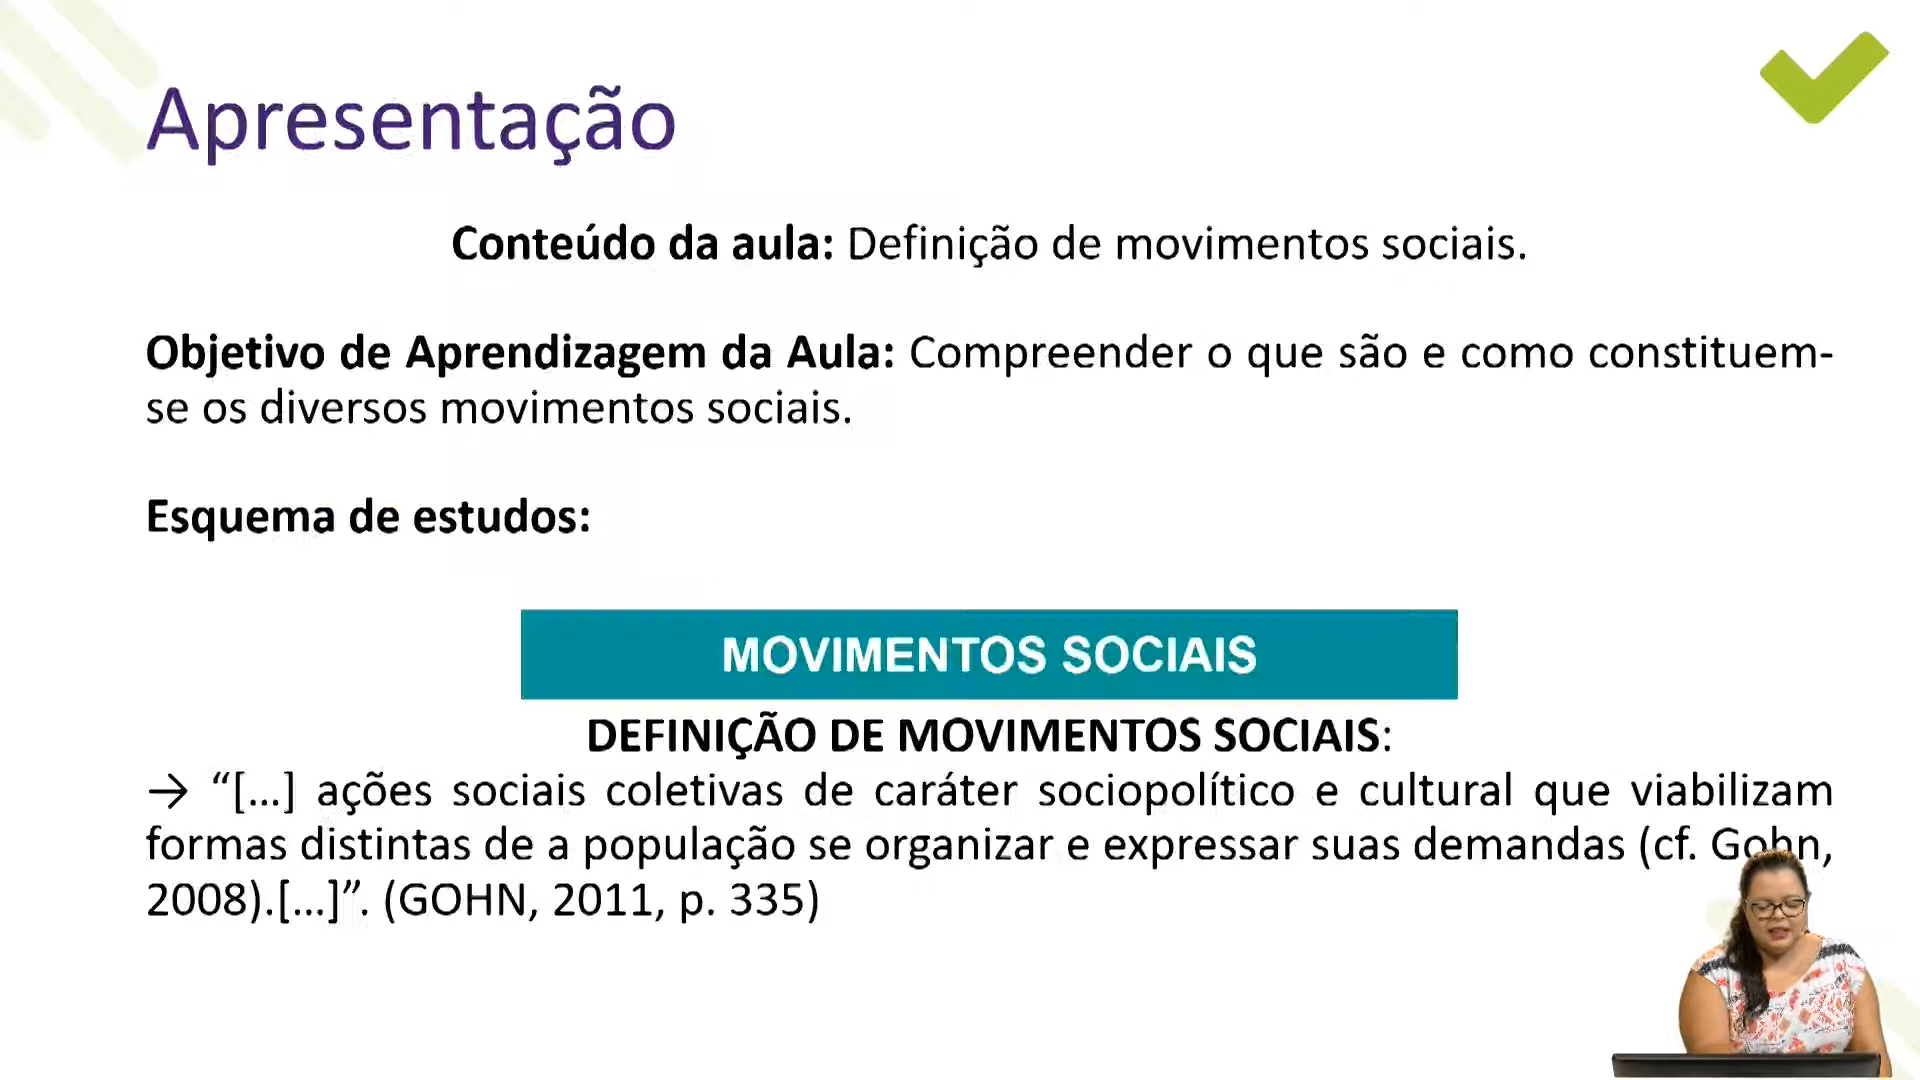 Apresentação
Conteúdo da aula: Definição de movimentos sociais.
Objetivo de Aprendizagem da Aula: Compreender o que são e como constituem-
se os diversos movimentos sociais.
Esquema de estudos:
MOVIMENTOS SOCIAIS
DEFINIÇÃO DE MOVIMENTOS SOCIAIS:
→ “[...] ações sociais coletivas de caráter sociopolítico e cultural que viabilizam
formas distintas de a população se organizar e expressar suas demandas (cf. Gohn,
2008).[...]”. (GOHN, 2011, p. 335)